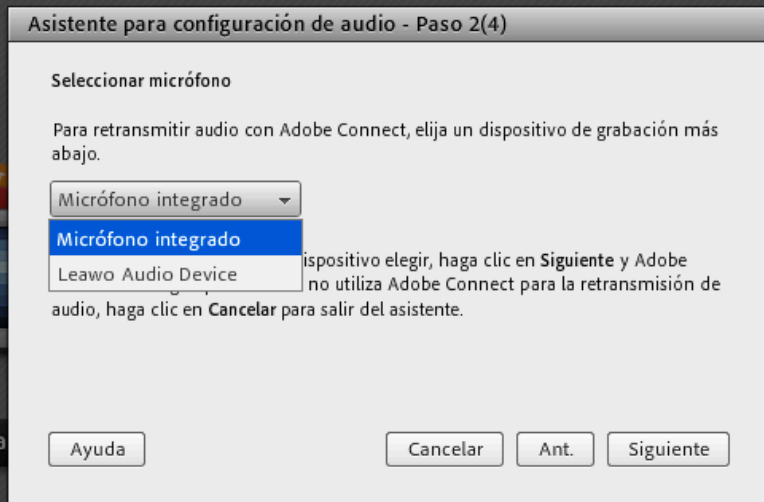 Asistente para configuración de audio - Paso 2(4)
Seleccionar micrófono
Para retransmitir audio con Adobe Connect, elija un dispositivo de grabación más
abajo.
Micrófono integrado
Micrófono integrado
Leawo Audio Device
ispositivo elegir, haga clic en Siguiente y Adobe
no utiliza Adobe Connect para la retransmisión de
audio, haga clic en Cancelar para salir del asistente.
Ayuda
Cancelar
Ant.
Siguiente